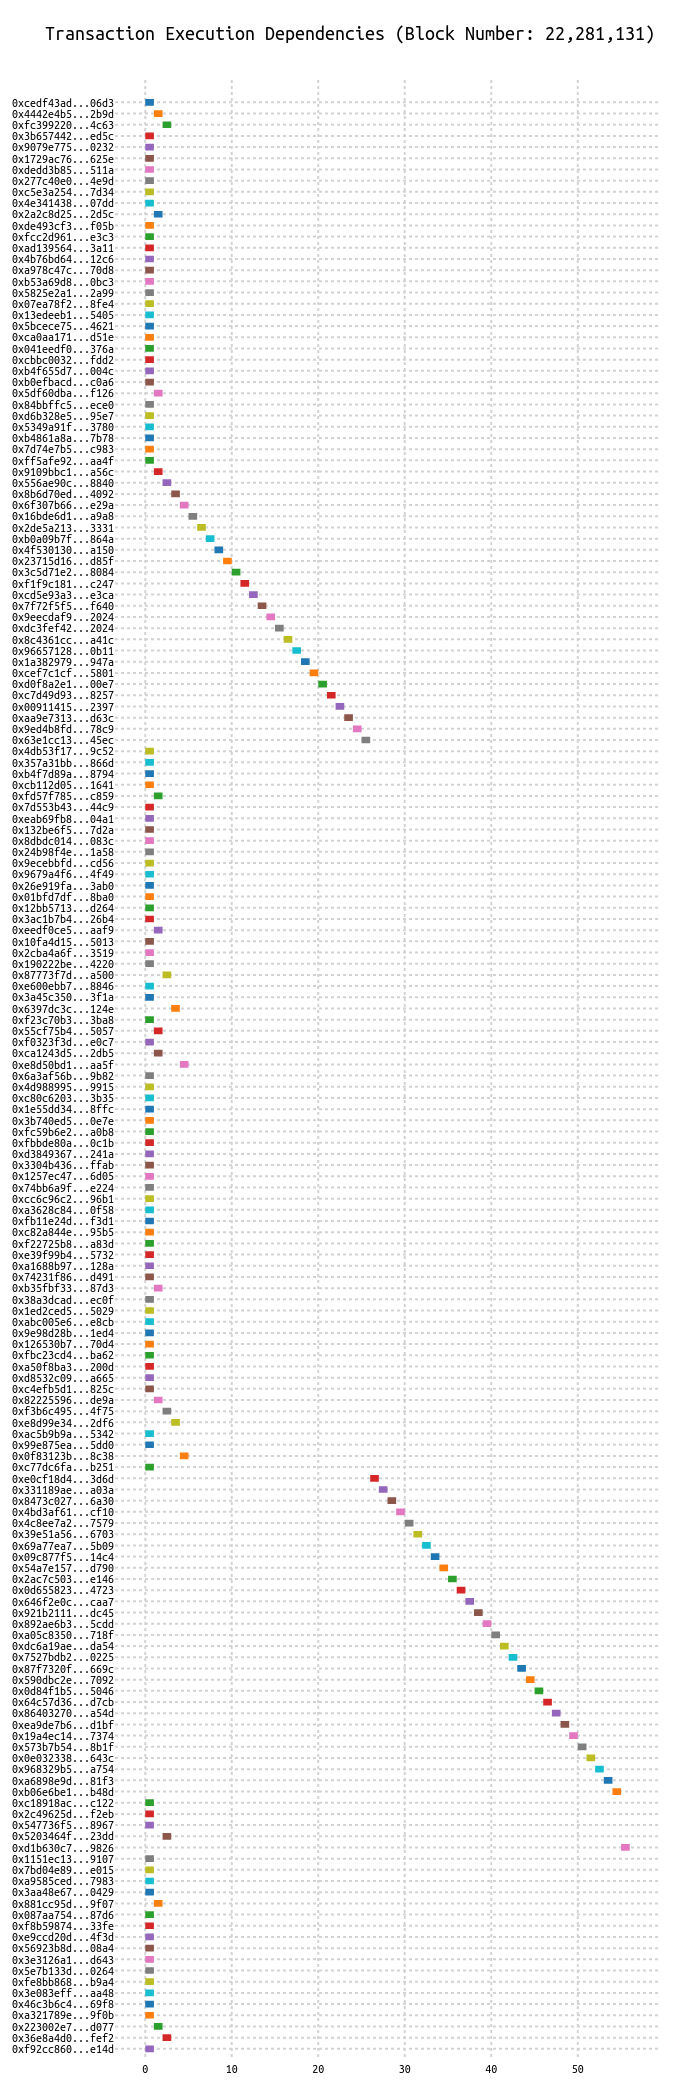 Transaction Execution Dependencies (Block Number: 22,281,131)
0xcedf43ad...06d3
0x4442e4b5...2b9d
0xfc399220...4c63
0x3b657442...ed5c
0x9079e775...0232
0x1729ac76...625e
0xdedd3b85...511a
0x277c40e0...4e9d
0xc5e3a254...7d34
0x4e341438...07dd
0x2a2c8d25...2d5c
0xde493cf3...f05b
0xfcc2d961...e3c3
0xad139564...3a11
0x4b76bd64...12c6
0xa978c47c...70d8
0xb53a69d8...0bc3
0x5825e2a1...2a99
0x07ea78f2...8fe4
0x13edeeb1...5405
0x5bcece75...4621
0xca0aa171...d51e
0x041eedf0...376a
0xcbbc0032...fdd2
0xb4f655d7...004c
0xb0efbacd...c0a6
0x5df60dba...f126
0x84bbffc5...ece0
0xd6b328e5...95e7
0x5349a91f...3780
0xb4861a8a...7b78
0x7d74e7b5...c983
0xff5afe92...aa4f
0x9109bbc1...a56c
0x556ae90c...8840
0x8b6d70ed...4092
0x6f307b66...e29a
0x16bde6d1...a9a8
0x2de5a213...3331
0xb0a09b7f...864a
0x4f530130...a150
0x23715d16...d85f
0x3c5d71e2...8084
0xf1f9c181...c247
0xcd5e93a3...e3ca
0x7f72f5f5...f640
0x9eecdaf9...2024
0xdc3fef42...2024
0x8c4361cc...a41c
0x96657128...0b11
0x1a382979...947a
0xcef7c1cf...5801
0xd0f8a2e1...00e7
0xc7d49d93...8257
0x00911415...2397
0xaa9e7313...d63c
0x9ed4b8fd...78c9
0x63e1cc13...45ec
0x4db53f17...9c52
0x357a31bb...866d
0xb4f7d89a...8794
0xcb112d05...1641
0xfd57f785...c859
0x7d553b43...44c9
0xeab69fb8...04a1
0x132be6f5...7d2a
0x8dbdc014...083c
0x24b98f4e...1a58
0x9ecebbfd...cd56
0x9679a4f6...4f49
0x26e919fa...3ab0
0x01bfd7df...8ba0
0x12bb5713...d264
0x3ac1b7b4...26b4
0xeedf0ce5...aaf9
0x10fa4d15...5013
0x2cba4a6f...3519
0x190222be...4220
0x87773f7d...a500
0xe600ebb7...8846
0x3a45c350...3f1a
0x6397dc3c...124e
0xf23c70b3...3ba8
0x55cf75b4...5057
0xf0323f3d...e0c7
0xca1243d5...2db5
0xe8d50bd1...aa5f
0x6a3af56b...9b82
0x4d988995...9915
0xc80c6203...3b35
0x1e55dd34...8ffc
0x3b740ed5...0e7e
0xfc59b6e2...a0b8
0xfbbde80a...0c1b
0xd3849367...241a
0x3304b436...ffab
0x1257ec47...6d05
0x74bb6a9f...e224
0xcc6c96c2...96b1
0xa3628c84...0f58
0xfb11e24d...f3d1
0xc82a844e...95b5
0xf22725b8...a83d
0xe39f99b4...5732
0xa1688b97...128a
0x74231f86...d491
0xb35fbf33...87d3
0x38a3dcad...ec0f
0x1ed2ced5...5029
0xabc005e6...e8cb
0x9e98d28b...1ed4
0x126530b7...70d4
0xfbc23cd4...ba62
0xa50f8ba3...200d
0xd8532c09...a665
0xc4efb5d1...825c
0x82225596...de9a
0xf3b6c495...4f75
0xe8d99e34...2df6
0xac5b9b9a...5342
0x99e875ea...5dd0
0x0f83123b...8c38
0xc77dc6fa...b251
0xe0cf18d4...3d6d
0x331189ae...a03a
0x8473c027...6a30
0x4bd3af61...cf10
0x4c8ee7a2...7579
0x39e51a56...6703
0x69a77ea7...5b09
0x09c877f5...14c4
0x54a7e157...d790
0x2ac7c503...e146
0x0d655823...4723
0x646f2e0c...caa7
0x921b2111...dc45
0x892ae6b3...5cdd
0xa05c8350...718f
0xdc6a19ae...da54
0x7527bdb2...0225
0x87f7320f...669c
0x590dbc2e...7092
0x0d84f1b5...5046
0x64c57d36...d7cb
0x86403270...a54d
0xea9de7b6...d1bf
0x19a4ec14...7374
0x573b7b54...8b1f
0x0e032338...643c
0x968329b5...a754
0xa6898e9d...81f3
0xb06e6be1...b48d
0xc18918ac...c122
0x2c49625d...f2eb
0x547736f5...8967
0x5203464f...23dd
0xd1b630c7...9826
0x1151ec13...9107
0x7bd04e89...e015
0xa9585ced...7983
0x3aa48e67...0429
0x881cc95d...9f07
0x087aa754...87d6
0xf8b59874...33fe
0xe9ccd20d...4f3d
0x56923b8d...08a4
0x3e3126a1...d643
0x5e7b133d...0264
0xfe8bb868...b9a4
0x3e083eff...aa48
0x46c3b6c4...69f8
0xa321789e...9f0b
0x223002e7...d077
0x36e8a4d0...fef2
0xf92cc860...e14d
0 10 20 30 40 50